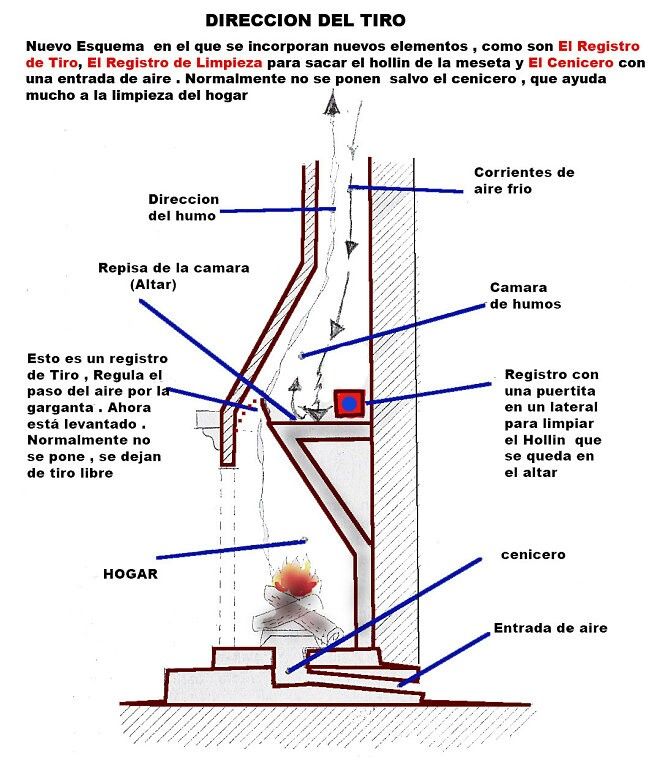 DIRECCION DEL TIRO
Nuevo Esquema en el que se incorporan nuevos elementos , como son El Registro
de Tiro, El Registro de Limpieza para sacar el hollin de la meseta y El Cenicero con
una entrada de aire . Normalmente no se ponen salvo el cenicero , que ayuda
mucho a la limpieza del hogar
Corrientes de
aire frio
Direccion
del humo
Repisa de la camara
(Altar)
Camara
de humos
Esto es un registro
de Tiro , Regula el
paso del aire por la
garganta . Ahora
está levantado .
Normalmente no
se pone , se dejan
de tiro libre
Registro con
una puertita
en un lateral
para limpiar
el Hollin que
se queda en
el altar
HOGAR
cenicero
Entrada de aire